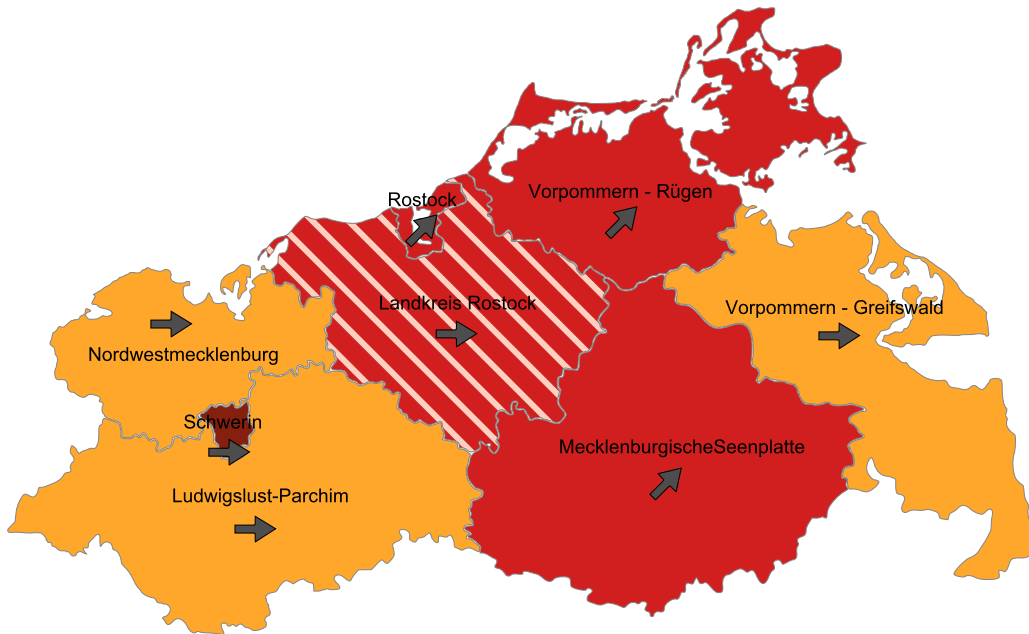 Vorpommern - Rügen
Rostock
Landkreis Rostock
Vorpommern - Greifswald
Nordwestmecklenburg
Schwerin
MecklenburgischeSeenplatte
Ludwigslust-Parchim